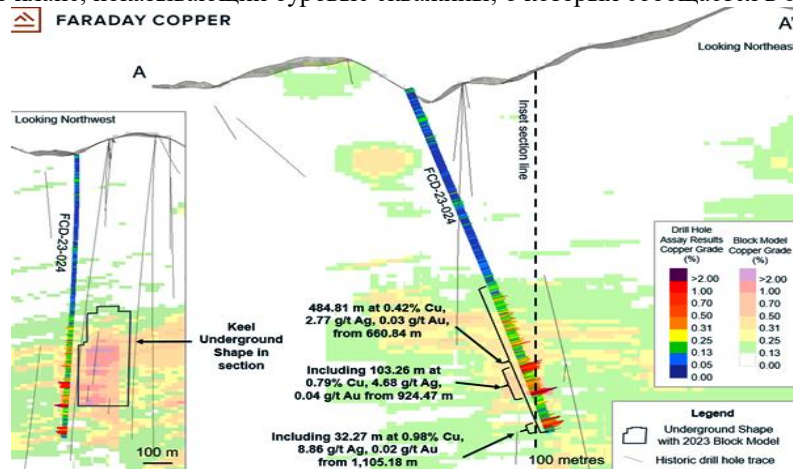 плане, показывающий буровые скважины, о которых сообщается в
FARADAY COPPER
A
A'
Looking Northeast
Looking Northwest
Inset section line
FCD-23-024
FCD-23-024
Drill Hole
Assay Results
Copper Grade
(%)
>2.00
1.00
0.70
0.50
0.31
0.25
0.13
0.05
0.00
Block Model
Copper Grade
(%)
>2.00
1.00
0.70
0.50
0.31
0.25
0.13
484.81 m at 0.42% Cu,
2.77 g/t Ag, 0.03 g/t Au,
from 660.84 m
Keel
Underground
Shape in
section
Including 103.26 m at
0.79% Cu, 4.68 g/t Ag,
0.04 g/t Au from 924.47 m
Including 32.27 m at 0.98% Cu,
8.86 g/t Ag, 0.02 g/t Au
from 1,105.18 m
100 m
100 metres
Legend
Underground Shape
with 2023 Block Model
Historic drill hole trace